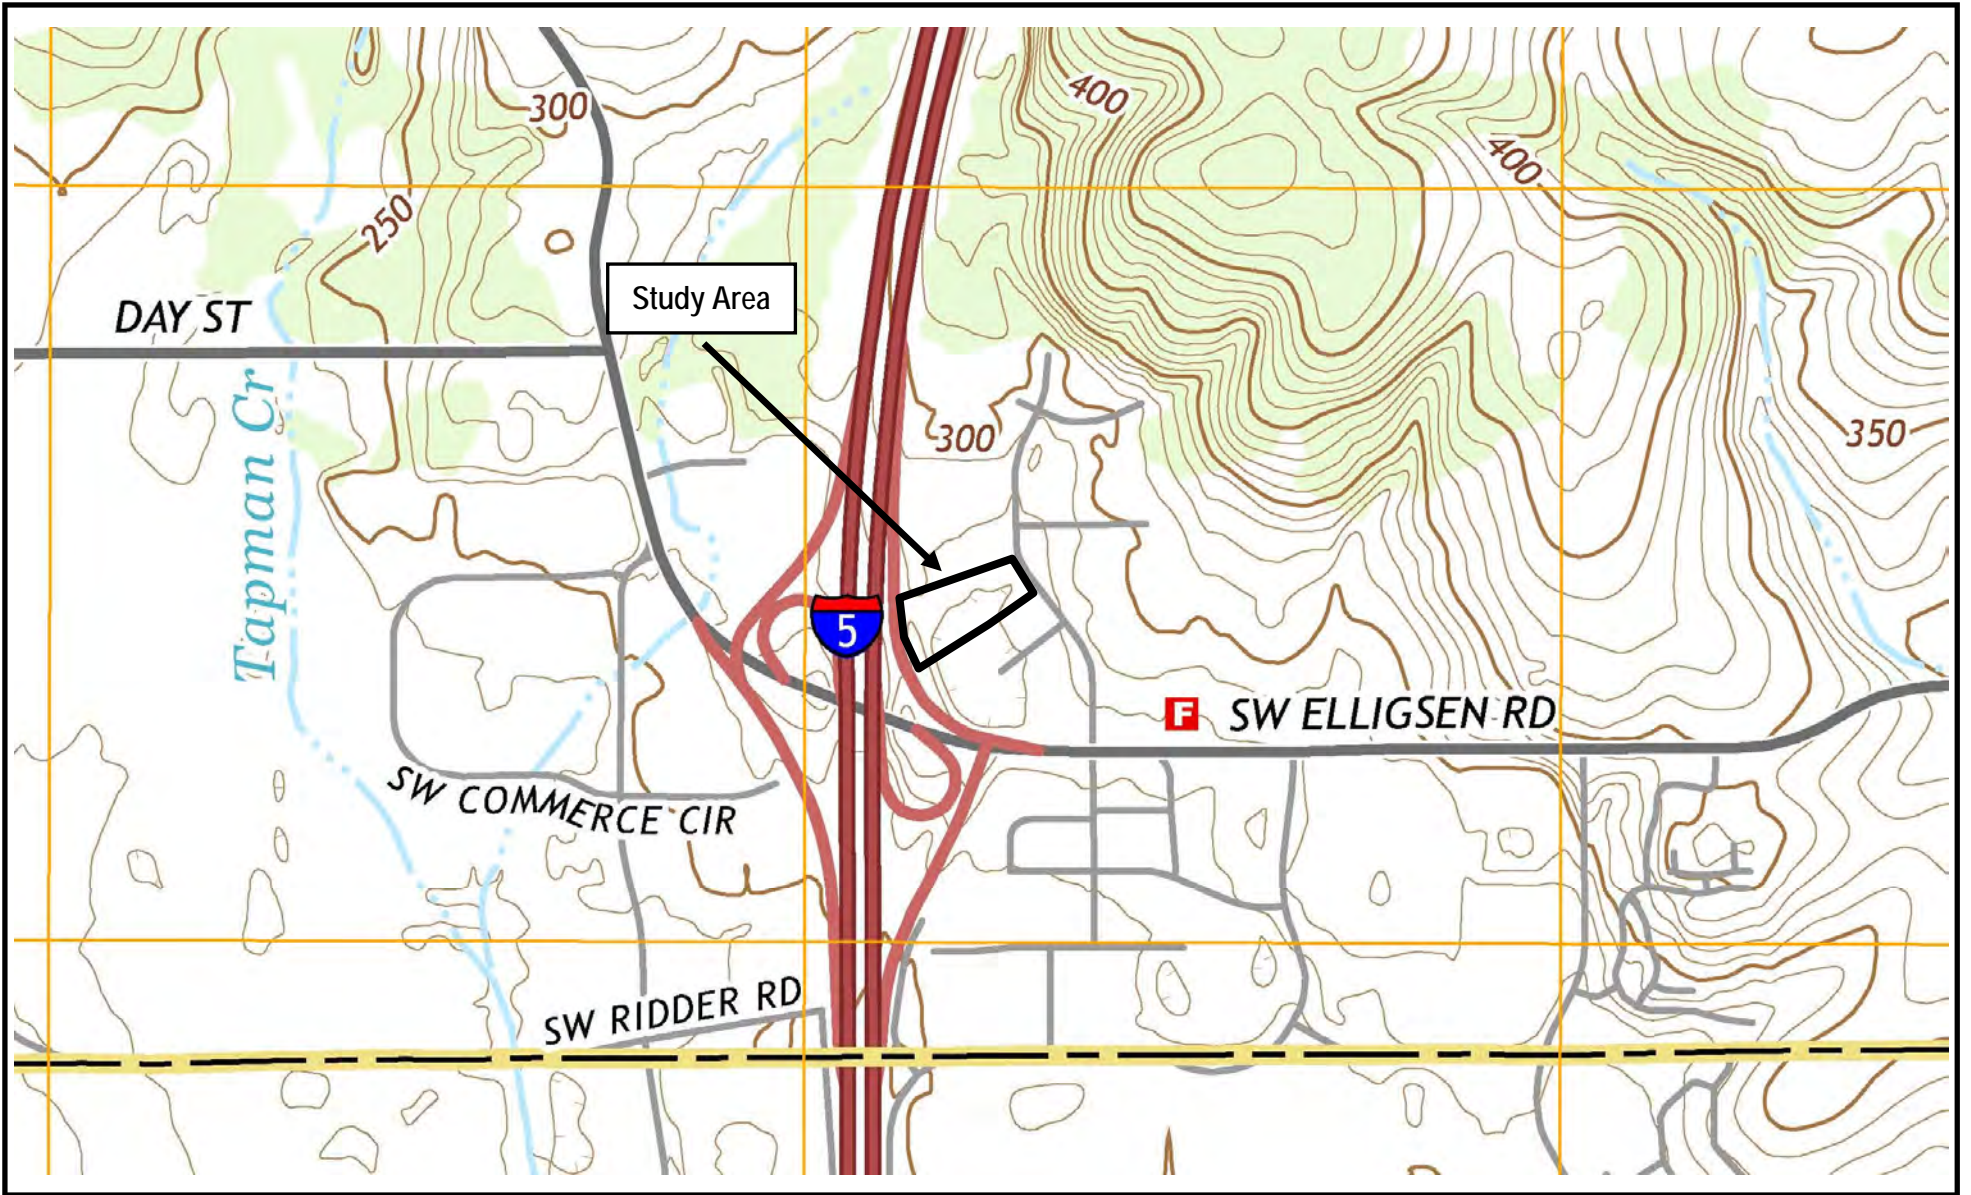 400
300
400
250
Study Area
DAY ST
Tapman Cr
300
350
5
F
SW ELLIGSEN RD
SW COMMERCE CIR
SW RIDDER RD